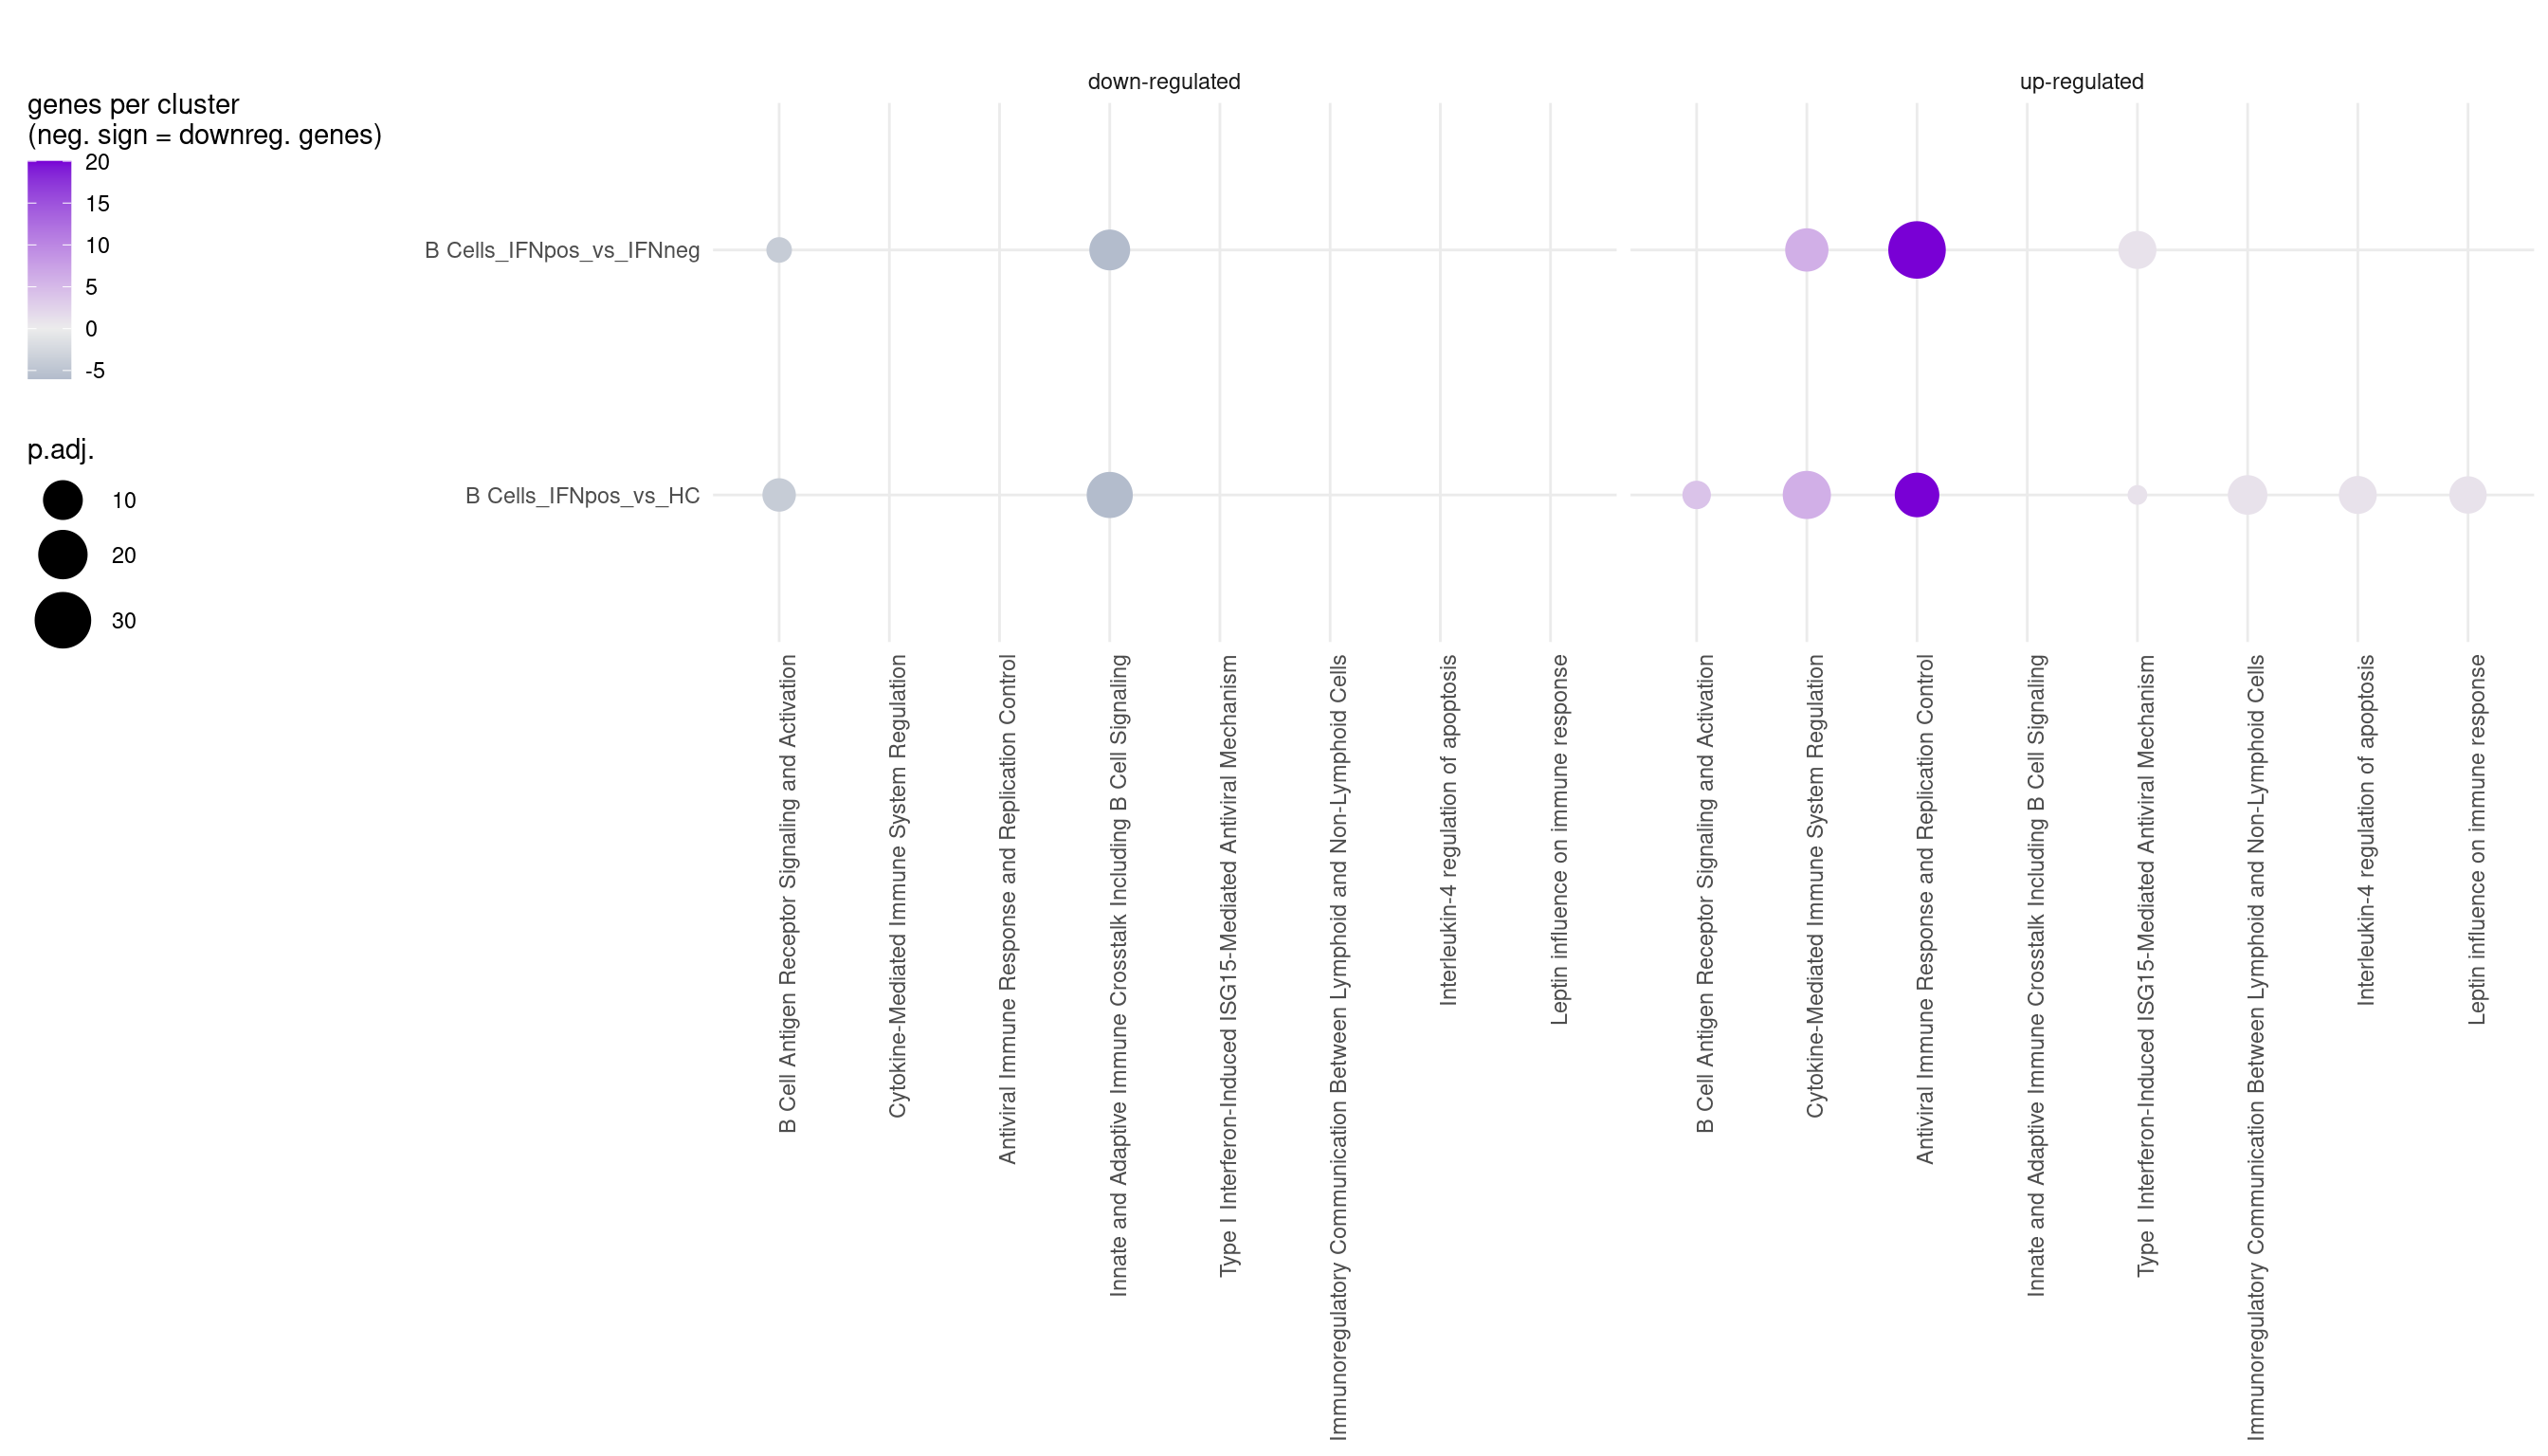 down-regulated
up-regulated
genes per cluster
(neg. sign = downreg. genes)
20
15
10
5
0
-5
p.adj.
10
20
30
B Cells_IFNpos_vs_IFNneg
B Cells_IFNpos_vs_HC
B Cell Antigen Receptor Signaling and Activation
Cytokine-Mediated Immune System Regulation
Antiviral Immune Response and Replication Control
Innate and Adaptive Immune Crosstalk Including B Cell Signaling
Type I Interferon-Induced ISG15-Mediated Antiviral Mechanism
Immunoregulatory Communication Between Lymphoid and Non-Lymphoid Cells
Interleukin-4 regulation of apoptosis
Leptin influence on immune response
B Cell Antigen Receptor Signaling and Activation
Cytokine-Mediated Immune System Regulation
Antiviral Immune Response and Replication Control
Innate and Adaptive Immune Crosstalk Including B Cell Signaling
Type I Interferon-Induced ISG15-Mediated Antiviral Mechanism
Immunoregulatory Communication Between Lymphoid and Non-Lymphoid Cells
Interleukin-4 regulation of apoptosis
Leptin influence on immune response